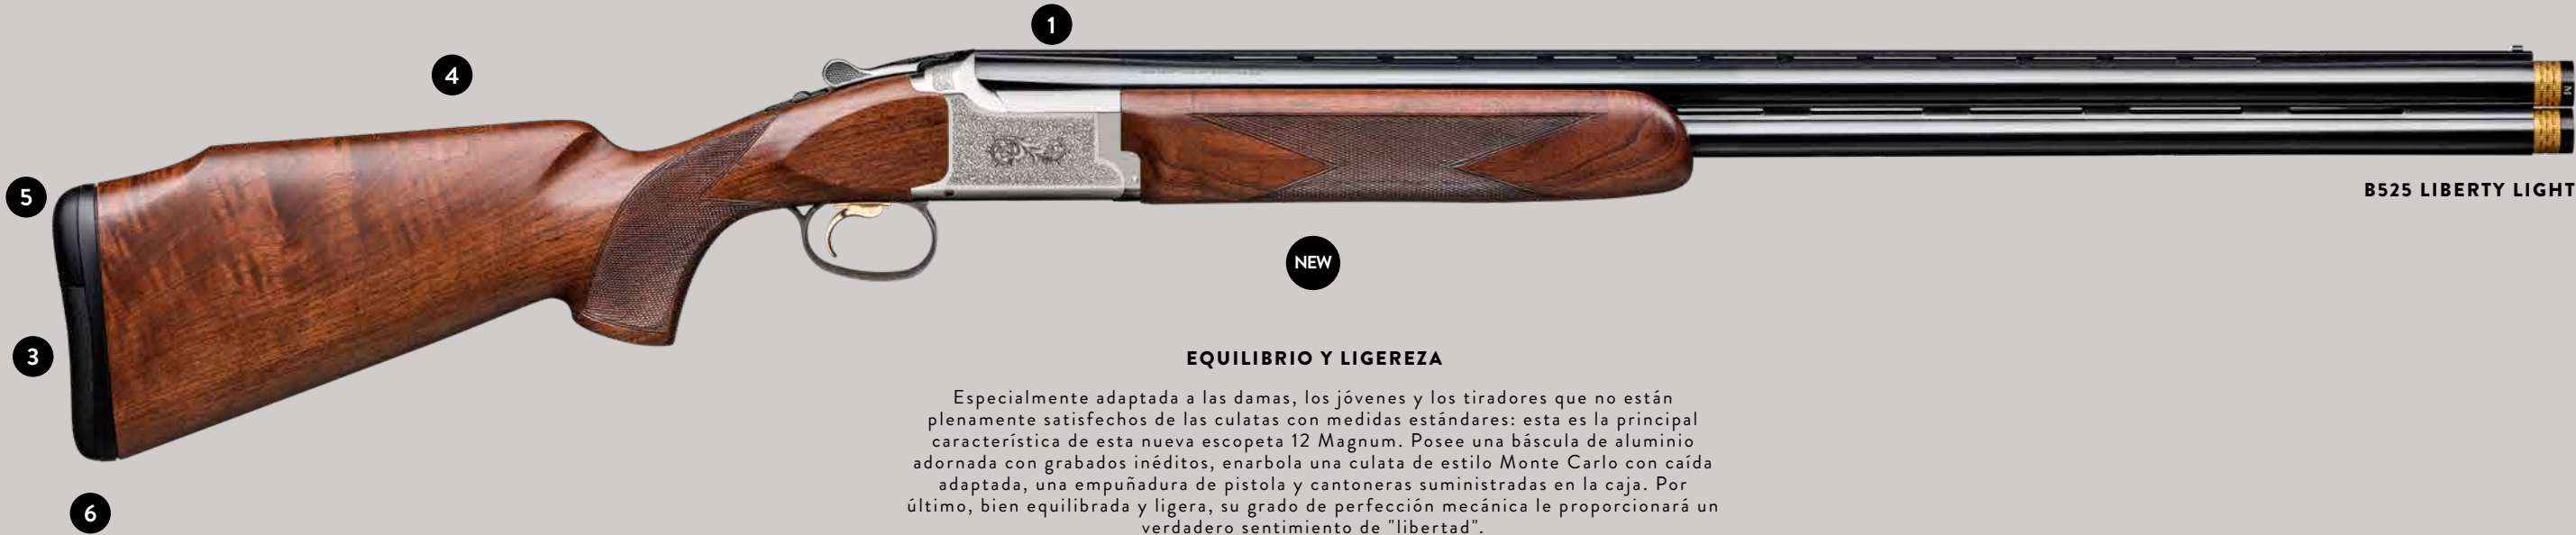 1
4
5
B525 LIBERTY LIGHT
NEW
3
EQUILIBRIO Y LIGEREZA
Especialmente adaptada a las damas, los jóvenes y los tiradores que no están
plenamente satisfechos de las culatas con medidas estándares: esta es la principal
característica de esta nueva escopeta 12 Magnum. Posee una báscula de aluminio
adornada con grabados inéditos, enarbola una culata de estilo Monte Carlo con caída
adaptada, una empuñadura de pistola y cantoneras suministradas en la caja. Por
último, bien equilibrada y ligera, su grado de perfección mecánica le proporcionará un
verdadero sentimiento de "libertad".
6